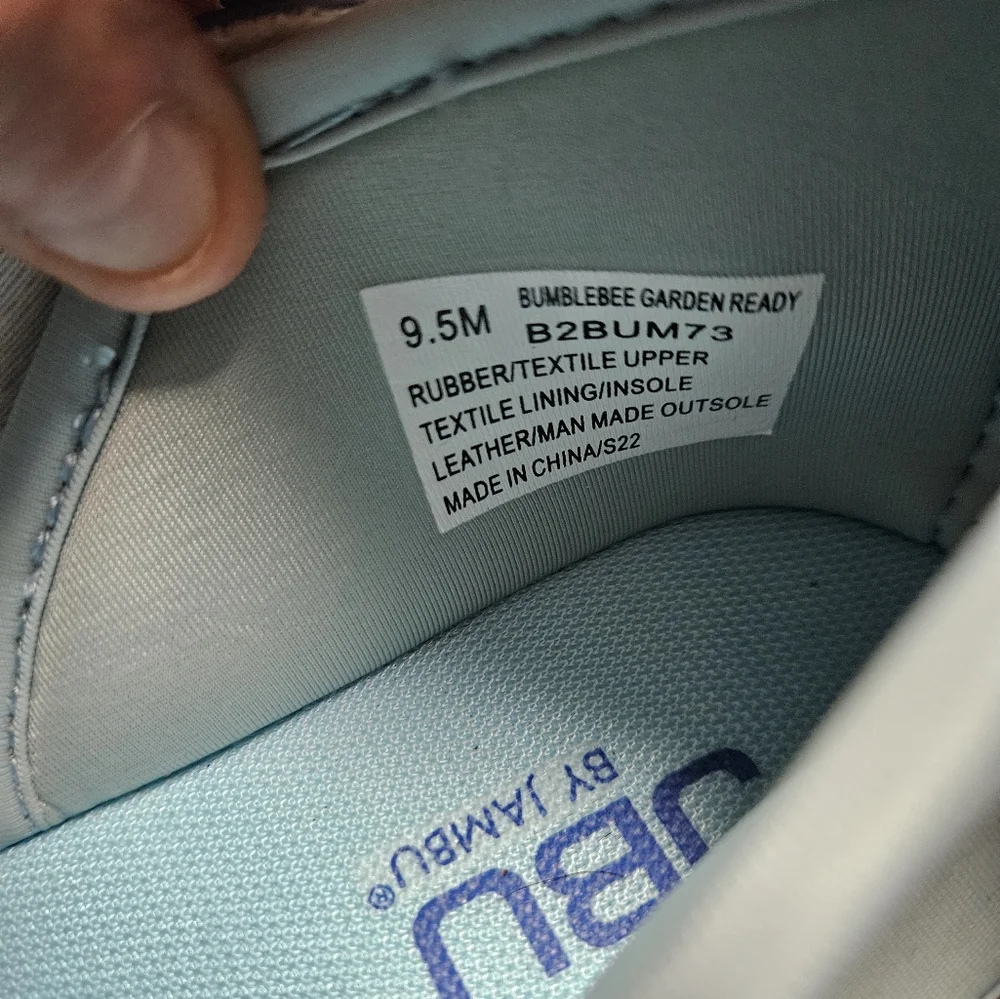 9.5M BUMBLEBEE GARDEN READY
B2BUM73
RUBBER/TEXTILE UPPER
TEXTILE LINING/INSOLE
LEATHER/MAN MADE OUTSOLE
MADE IN CHINA/S22
JBU
BY JAMBU®